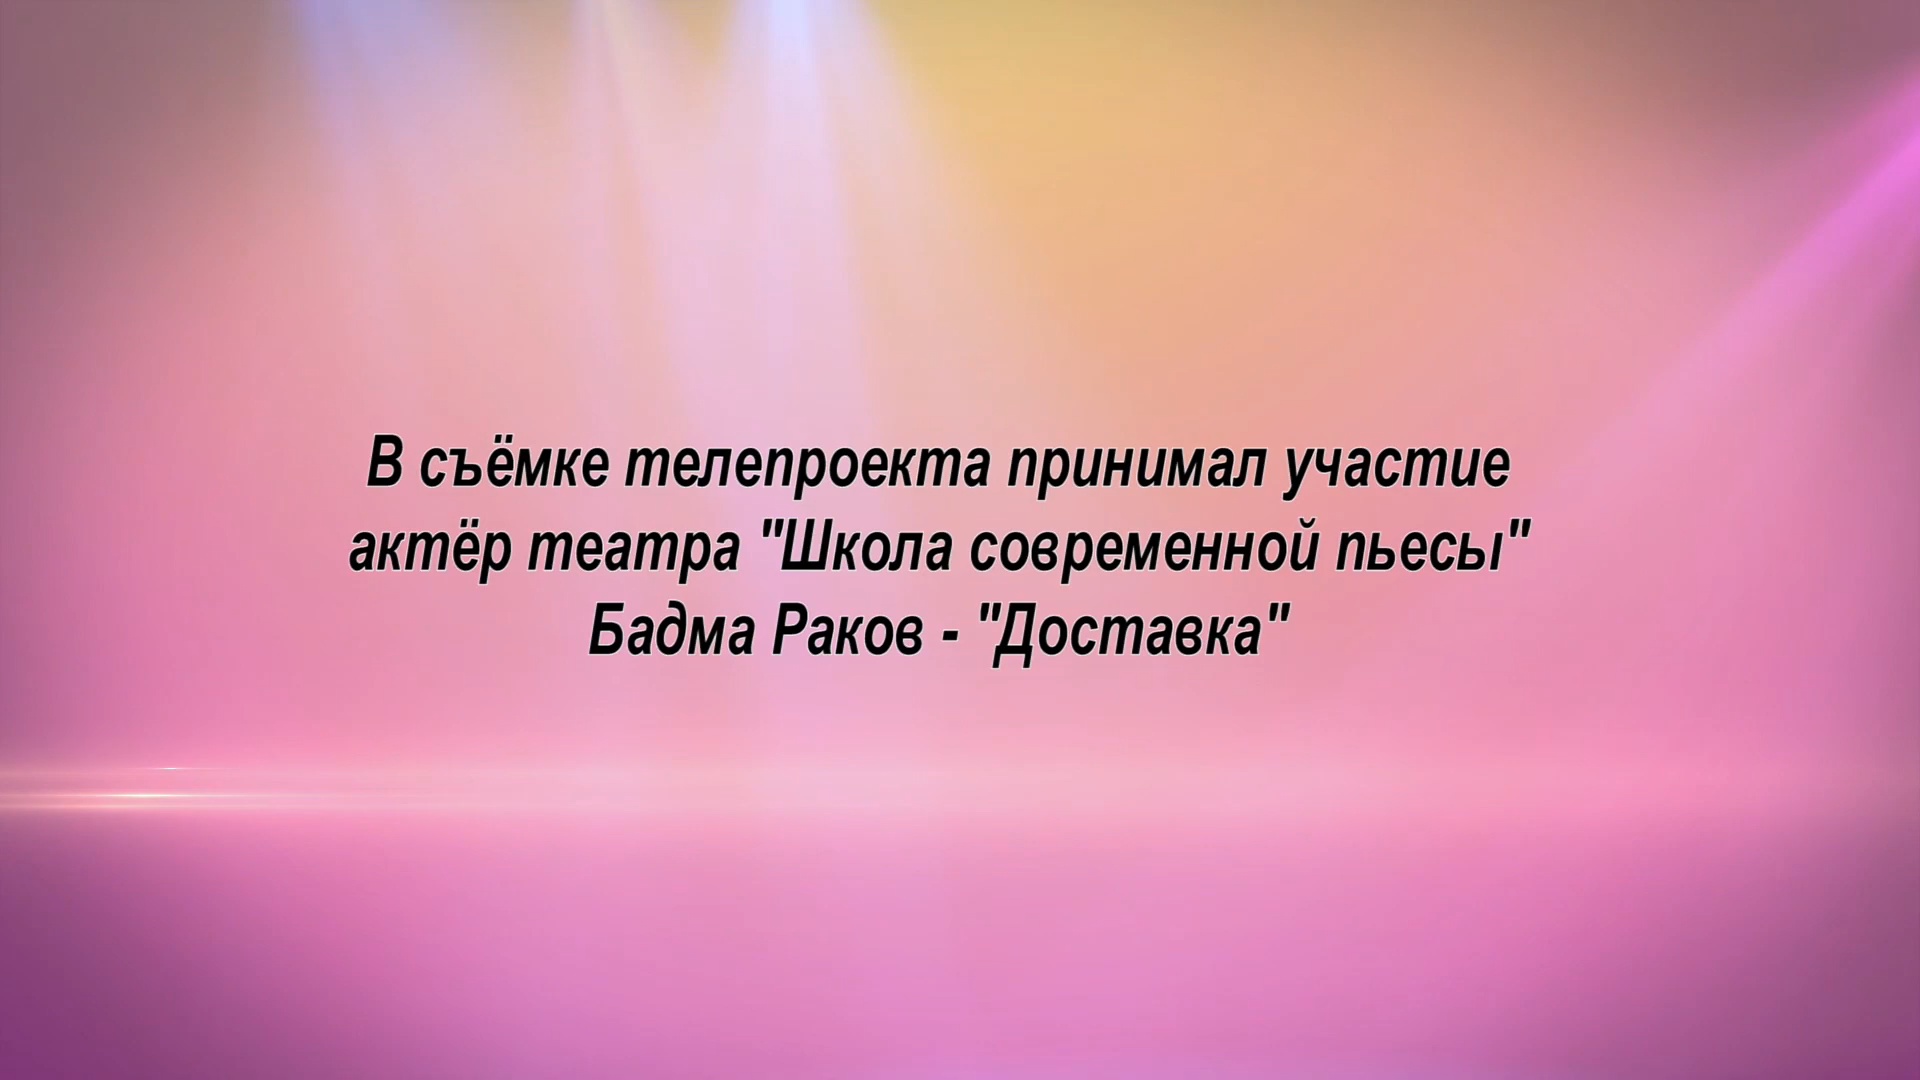 В съёмке телепроекта принимал участие
актёр театра "Школа современной пьесы"
Бадма Раков - "Доставка"